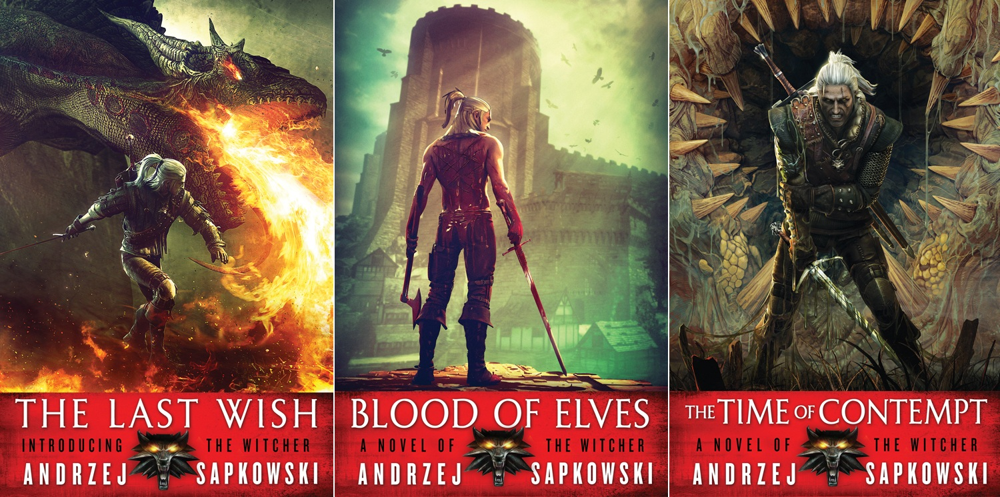 THE LAST WISH
INTRODUCING THE WITCHER
ANDRZEJ SAPKOWSKI
BLOOD OF ELVES
A NOVEL OF THE WITCHER
ANDRZEJ SAPKOWSKI
THE TIME OF CONTEMPT
A NOVEL OF THE WITCHER
ANDRZEJ SAPKOWSKI